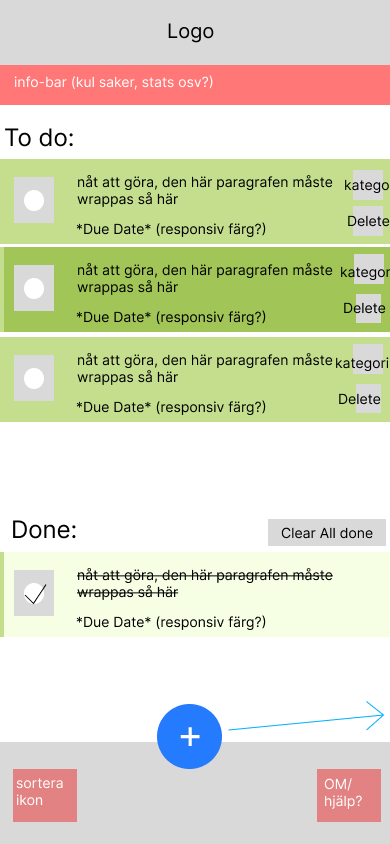 Logo
info-bar (kul saker, stats osv?)
To do:
nåt att göra, den här paragrafen måste
wrappas så här
katego
Delete
*Due Date* (responsiv färg?)
nåt att göra, den här paragrafen måste
wrappas så här
kategor
Delete
*Due Date* (responsiv färg?)
nåt att göra, den här paragrafen måste
wrappas så här
kategori
Delete
*Due Date* (responsiv färg?)
Done:
Clear All done
nåt att göra, den här paragrafen måste
wrappas så här
*Due Date* (responsiv färg?)
+
sortera
ikon
OM/
hjälp?